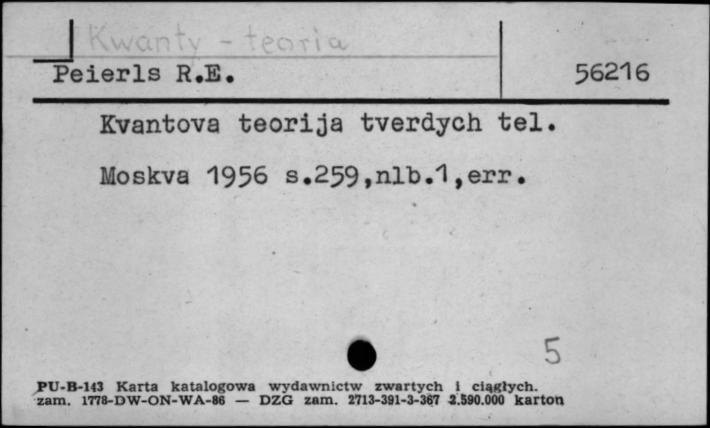 Kwanty - teoria
Peierls R.E. 56216
Kvantova teorija tverdych tel.
Moskva 1956 s.259,nlb.1,err.
5
PU-B-143 Karta katalogowa wydawnictw zwartych i ciągłych.
zam. 1778-DW-ON-WA-86 — DZG zam. 2713-391-3-367 2.590.000 karton